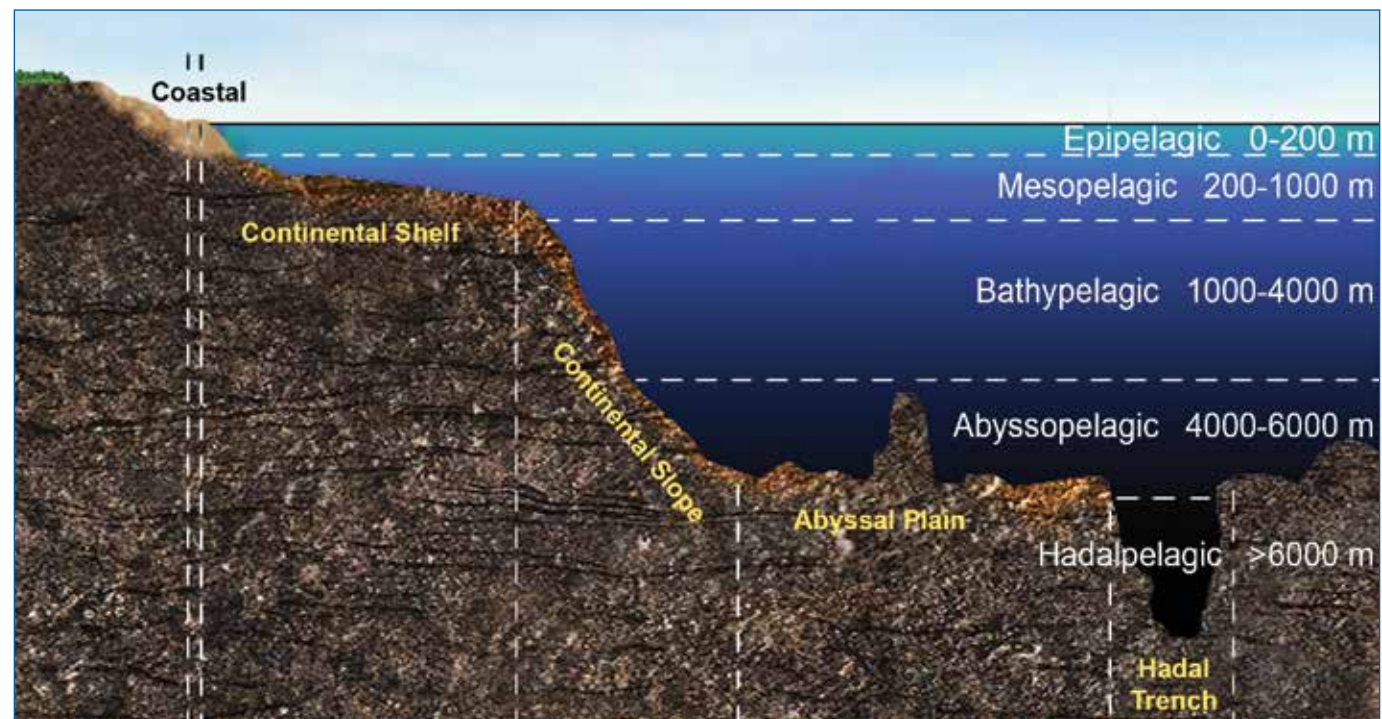 Coastal
Epipelagic 0-200 m
Mesopelagic 200-1000 m
Continental Shelf
Bathypelagic 1000-4000 m
Continental Slope
Abyssopelagic 4000-6000 m
Abyssal Plain
Hadalpelagic >6000 m
Hadal
Trench